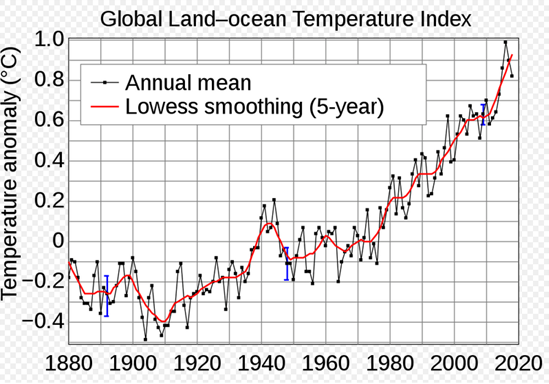 Global Land–ocean Temperature Index
Temperature anomaly (°C)
1.0
0.8
0.6
0.4
0.2
0
−0.2
−0.4
Annual mean
Lowess smoothing (5-year)
1880 1900 1920 1940 1960 1980 2000 2020